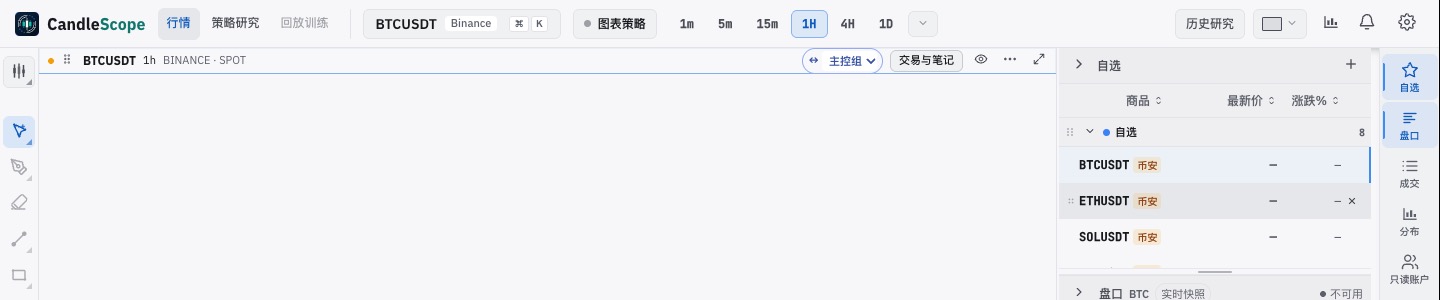 CandleScope 行情 策略研究 回放训练 BTCUSDT Binance ⌘ K 图表策略 1m 5m 15m 1H 4H 1D 历史研究
BTCUSDT 1h BINANCE · SPOT 主控组 交易与笔记
自选
商品 最新价 涨跌%
自选 8
BTCUSDT 币安 — —
ETHUSDT 币安 — — ×
SOLUSDT 币安 — —
盘口 BTC 实时快照 不可用
自选
盘口
成交
分布
只读账户